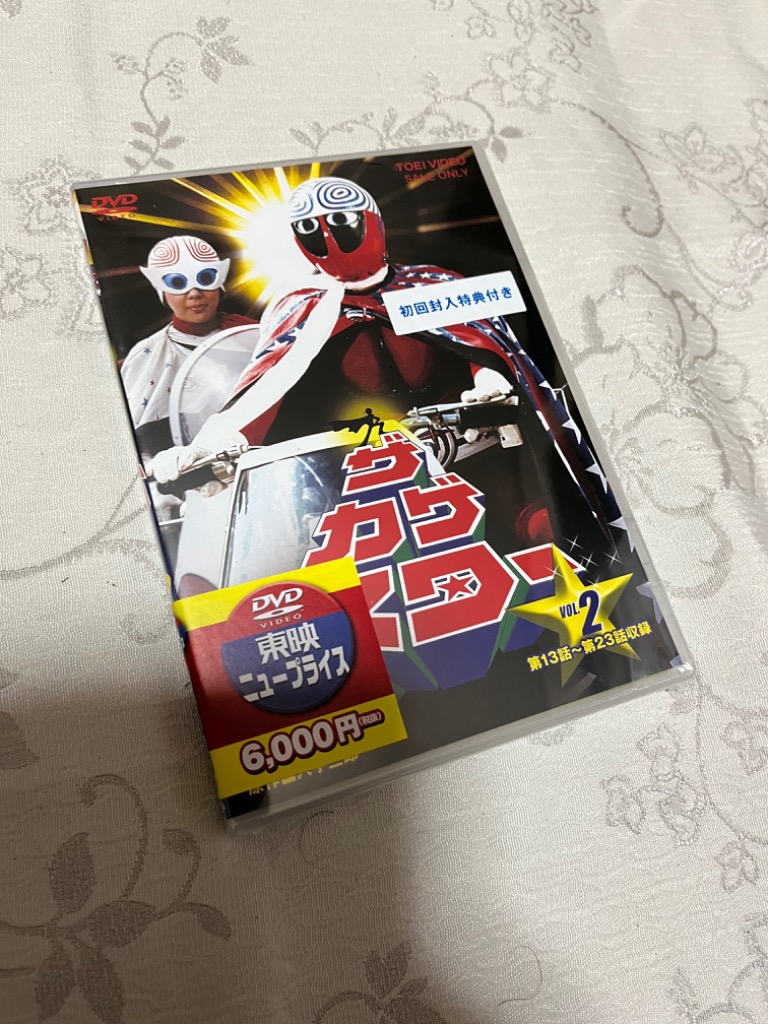 TOEI VIDEO
SALE ONLY
DVD
VIDEO
初回封入特典付き
ザ
カゲ
スター
VOL.2
第13話～第23話収録
DVD
VIDEO
東映
ニュープライス
6,000円(税抜)